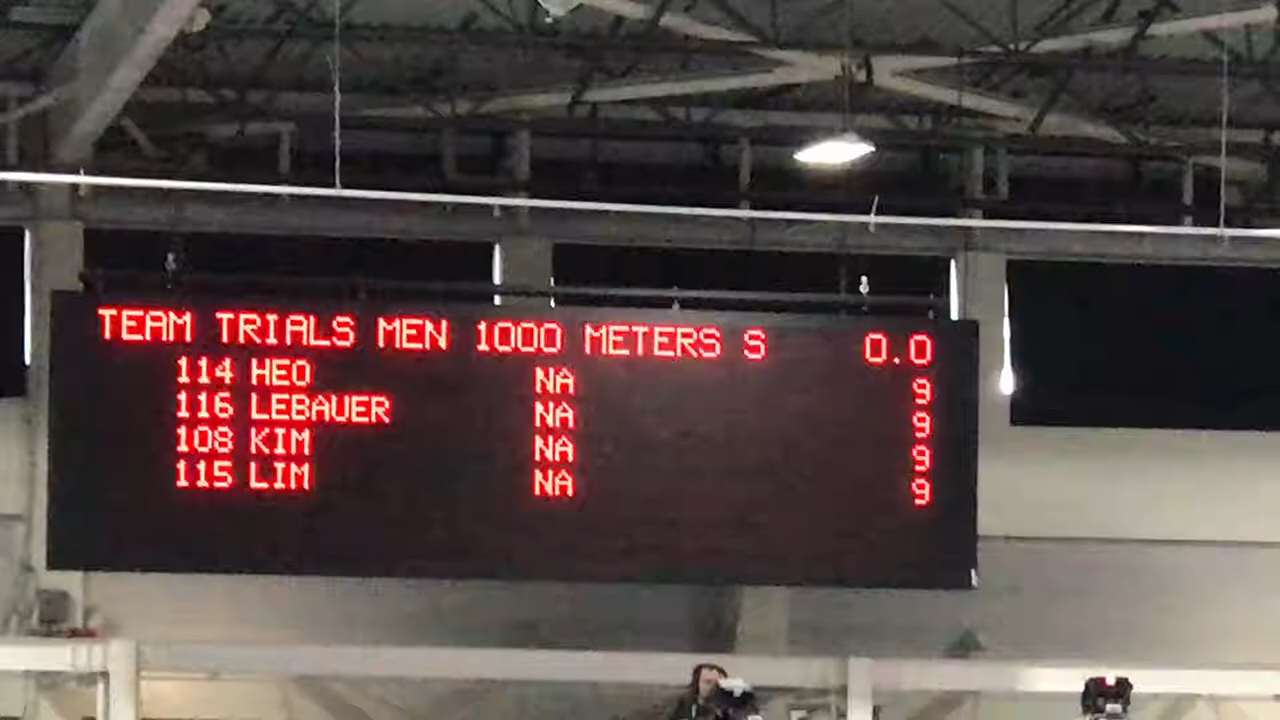 TEAM TRIALS MEN 1000 METERS S 0.0
114 HEO NA 9
116 LEBAUER NA 9
108 KIM NA 9
115 LIM NA 9